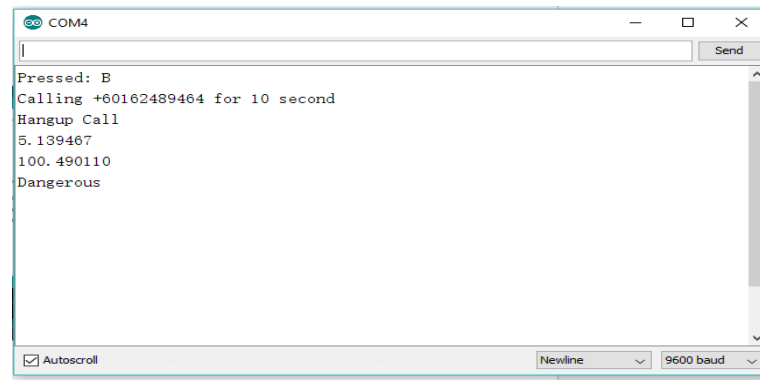 COM4
Send
Pressed: B
Calling +60162489464 for 10 second
Hangup Call
5.139467
100.490110
Dangerous
Autoscroll
Newline
9600 baud